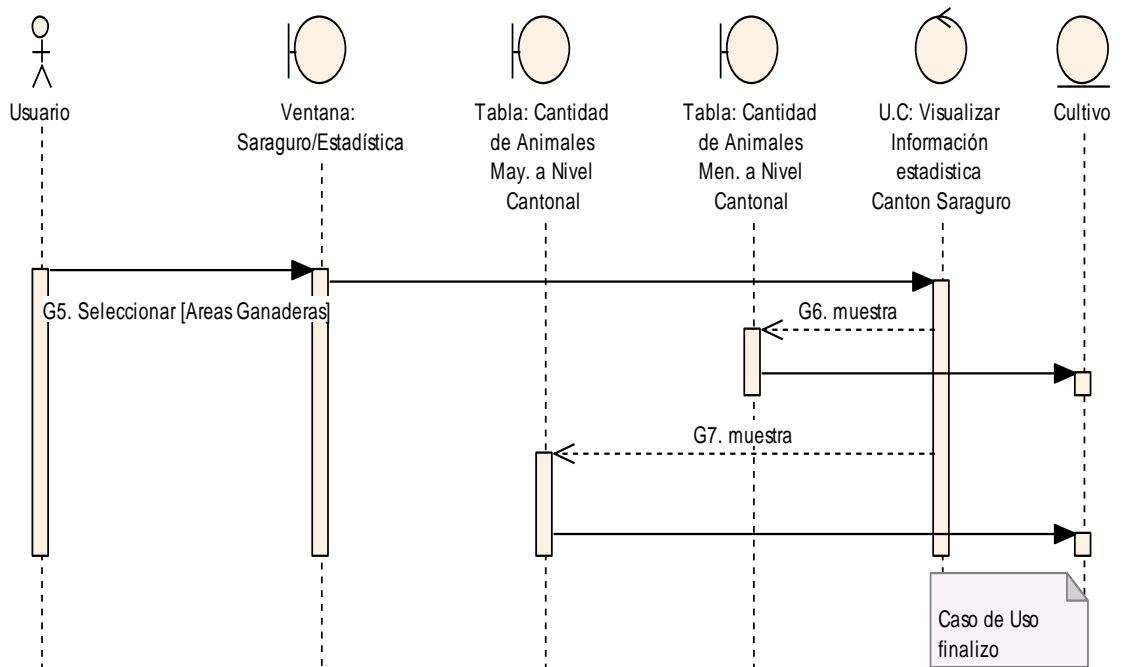 Usuario
Ventana:
Saraguro/Estadística
Tabla: Cantidad
de Animales
May. a Nivel
Cantonal
Tabla: Cantidad
de Animales
Men. a Nivel
Cantonal
U.C: Visualizar
Información
estadistica
Canton Saraguro
Cultivo
G5. Seleccionar [Areas Ganaderas]
G6. muestra
G7. muestra
Caso de Uso
finalizo